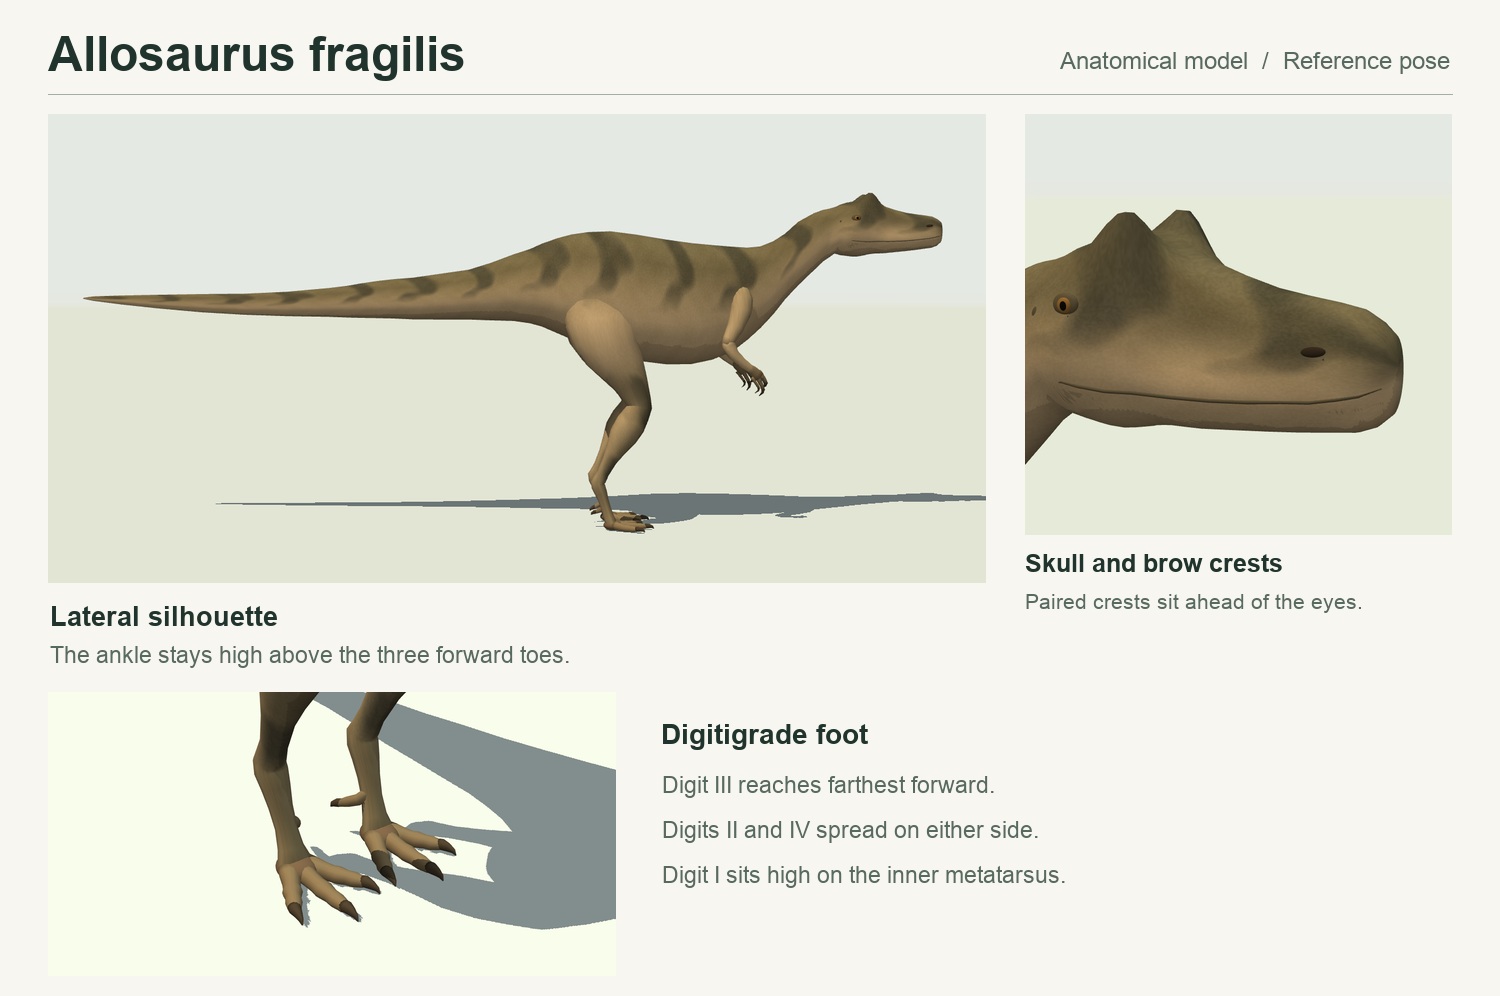 Allosaurus fragilis
Anatomical model / Reference pose
Lateral silhouette
The ankle stays high above the three forward toes.
Skull and brow crests
Paired crests sit ahead of the eyes.
Digitigrade foot
Digit III reaches farthest forward.
Digits II and IV spread on either side.
Digit I sits high on the inner metatarsus.